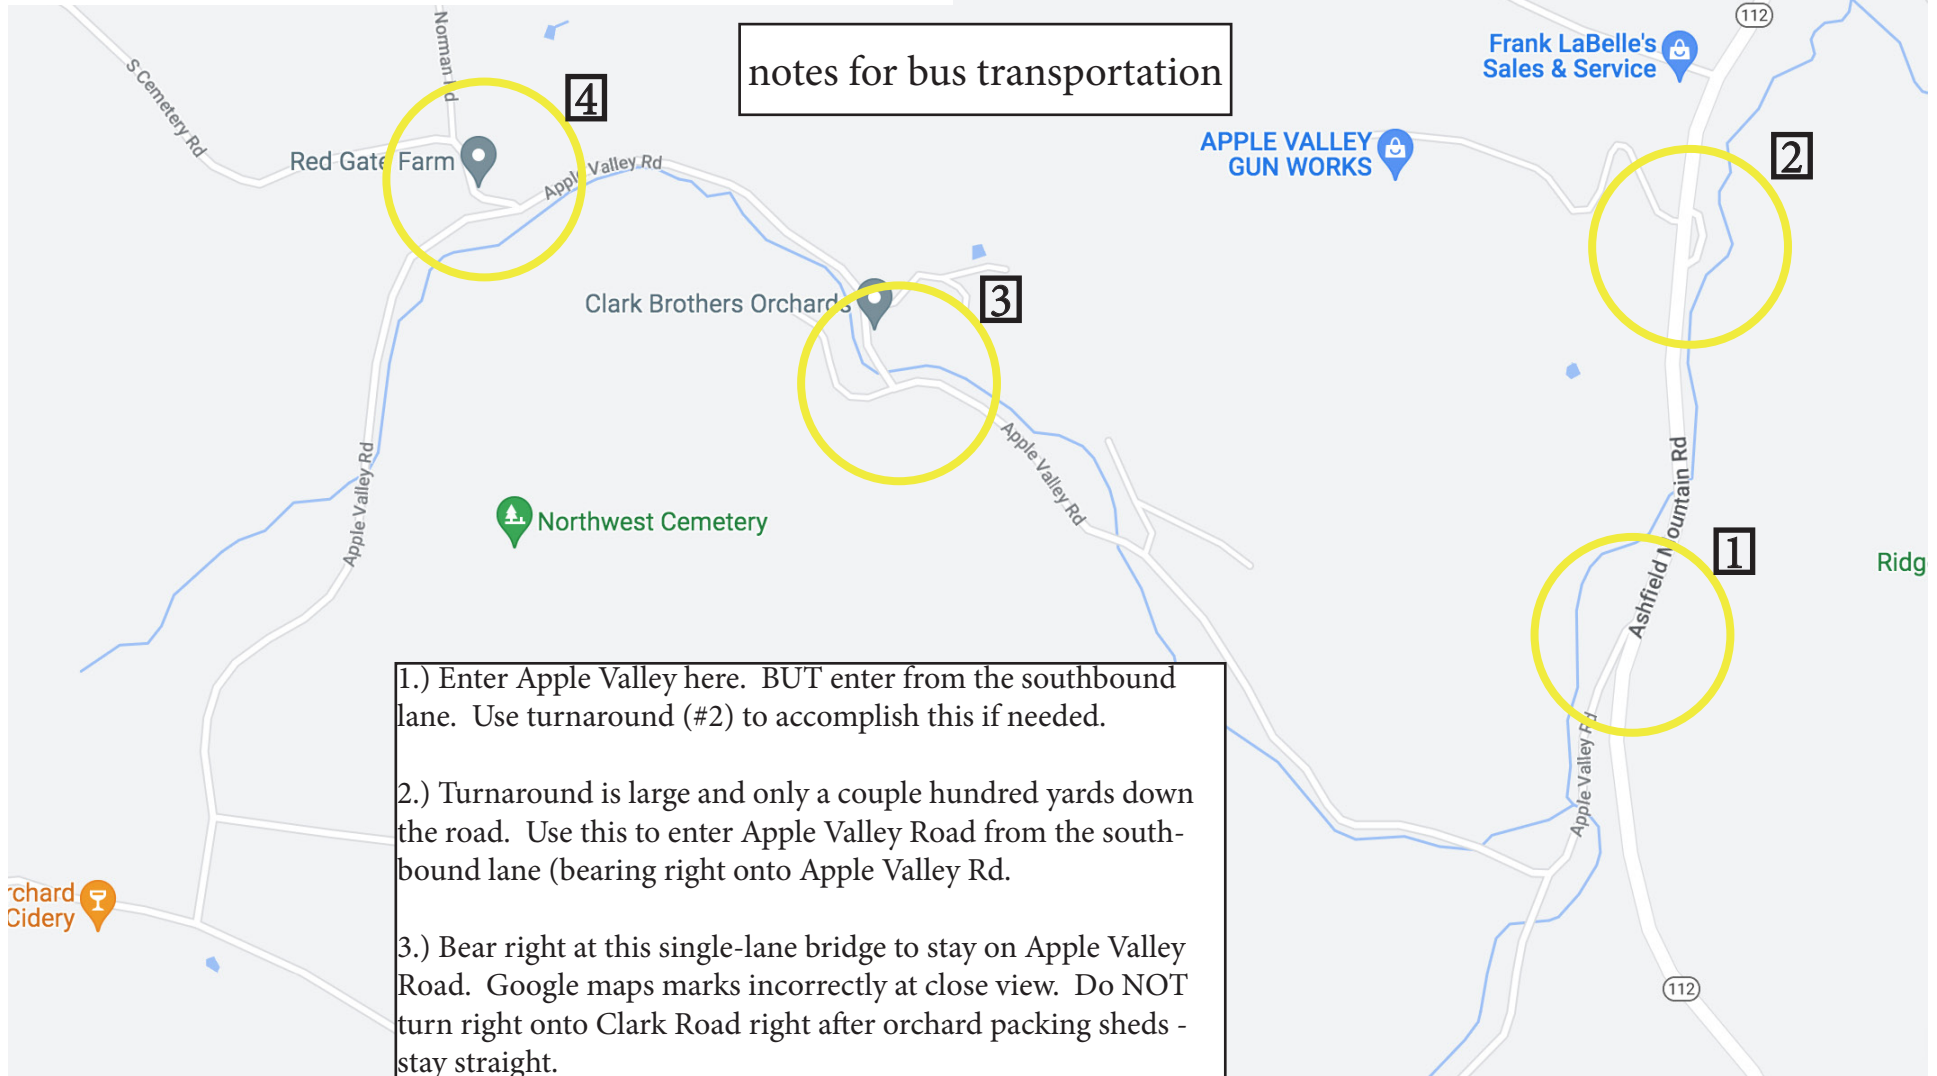 112
Norman Rd
notes for bus transportation
Frank LaBelle's
Sales & Service
S Cemetery Rd
4
APPLE VALLEY
GUN WORKS
2
Red Gate Farm
Apple Valley Rd
Clark Brothers Orchards
3
Apple Valley Rd
Apple Valley Rd
Northwest Cemetery
Ashfield Mountain Rd
1
Ridg
1.) Enter Apple Valley here. BUT enter from the southbound
lane. Use turnaround (#2) to accomplish this if needed.
2.) Turnaround is large and only a couple hundred yards down
the road. Use this to enter Apple Valley Road from the south-
bound lane (bearing right onto Apple Valley Rd.
3.) Bear right at this single-lane bridge to stay on Apple Valley
Road. Google maps marks incorrectly at close view. Do NOT
turn right onto Clark Road right after orchard packing sheds -
stay straight.
Apple Valley Rd
rchard
Cidery
112